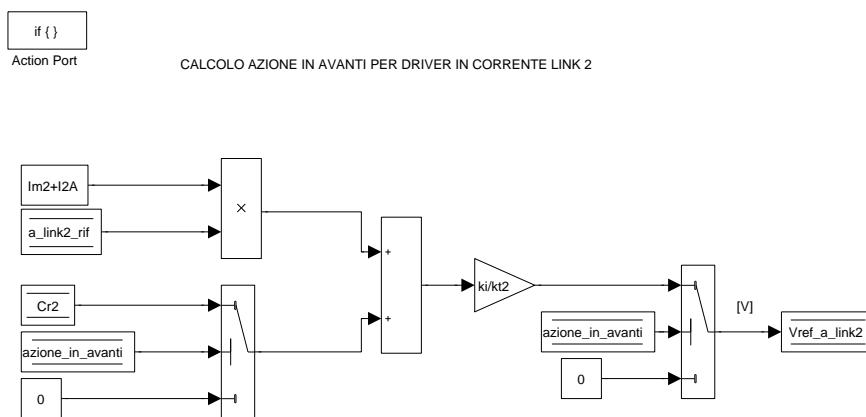 if { }
Action Port
CALCOLO AZIONE IN AVANTI PER DRIVER IN CORRENTE LINK 2
Im2+I2A
×
a_link2_rif
+
ki/kt2
Cr2
[V]
+
azione_in_avanti
Vref_a_link2
azione_in_avanti
0
0